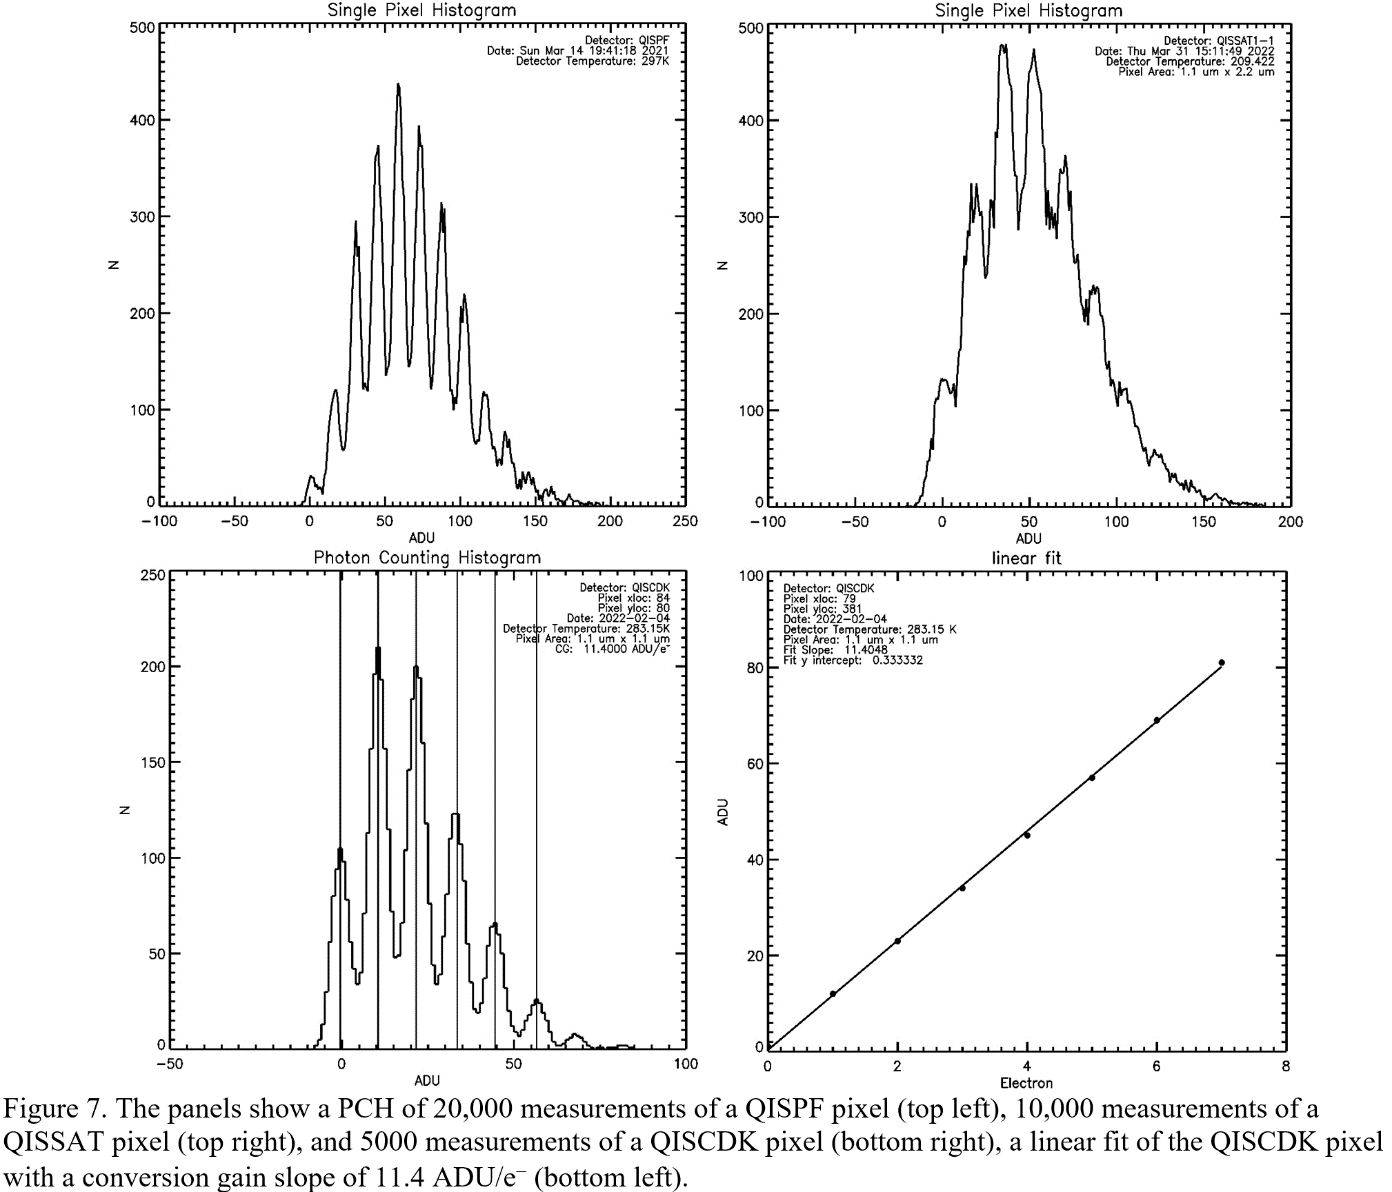 Single Pixel Histogram
Detector: QISPF
Date: Sun Mar 14 19:41:18 2021
Detector Temperature: 297K
500
400
300
200
100
0
N
−100 −50 0 50 100 150 200 250
ADU
Single Pixel Histogram
Detector: QISSAT1−1
Date: Thu Mar 31 15:11:49 2022
Detector Temperature: 209.422
Pixel Area: 1.1 um x 2.2 um
500
400
300
200
100
0
N
−100 −50 0 50 100 150 200
ADU
Photon Counting Histogram
Detector: QISCDK
Pixel xloc: 84
Pixel yloc: 80
Date: 2022−02−04
Detector Temperature: 283.15K
Pixel Area: 1.1 um x 1.1 um
CG: 11.4000 ADU/e⁻
250
200
150
100
50
0
N
−50 0 50 100
ADU
linear fit
Detector: QISCDK
Pixel xloc: 79
Pixel yloc: 381
Date: 2022−02−04
Detector Temperature: 283.15 K
Pixel Area: 1.1 um x 1.1 um
Fit Slope: 11.4048
Fit y intercept: 0.333332
100
80
60
40
20
0
ADU
0 2 4 6 8
Electron
Figure 7. The panels show a PCH of 20,000 measurements of a QISPF pixel (top left), 10,000 measurements of a
QISSAT pixel (top right), and 5000 measurements of a QISCDK pixel (bottom right), a linear fit of the QISCDK pixel
with a conversion gain slope of 11.4 ADU/e⁻ (bottom left).